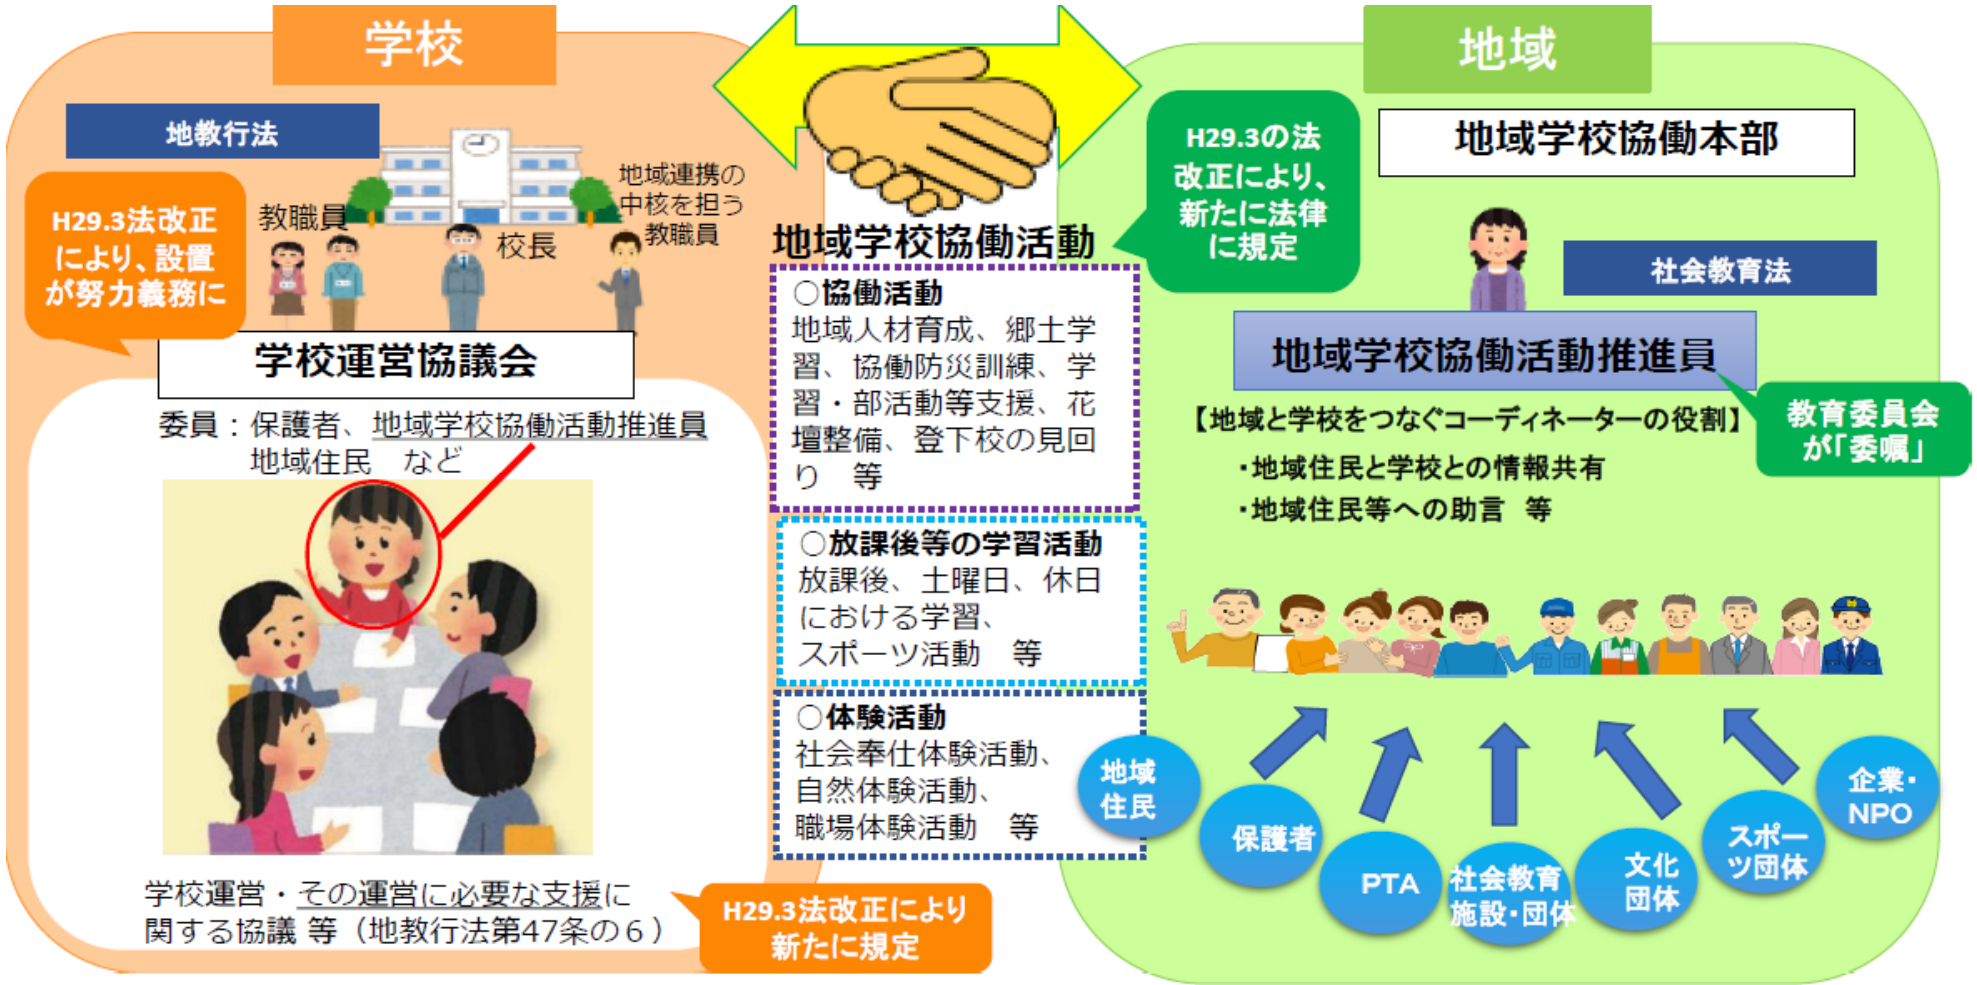 学校
地教行法
H29.3法改正
により、設置
が努力義務に
教職員
校長
地域連携の
中核を担う
教職員
学校運営協議会
委員：保護者、地域学校協働活動推進員
地域住民　など
学校運営・その運営に必要な支援に
関する協議 等（地教行法第47条の６）
H29.3法改正により
新たに規定
地域学校協働活動
○協働活動
地域人材育成、郷土学
習、協働防災訓練、学
習・部活動等支援、花
壇整備、登下校の見回
り　等
○放課後等の学習活動
放課後、土曜日、休日
における学習、
スポーツ活動　等
○体験活動
社会奉仕体験活動、
自然体験活動、
職場体験活動　等
地域
H29.3の法
改正により、
新たに法律
に規定
地域学校協働本部
社会教育法
地域学校協働活動推進員
教育委員会
が「委嘱」
【地域と学校をつなぐコーディネーターの役割】
・地域住民と学校との情報共有
・地域住民等への助言　等
地域
住民
保護者
PTA
社会教育
施設・団体
文化
団体
スポー
ツ団体
企業・
NPO